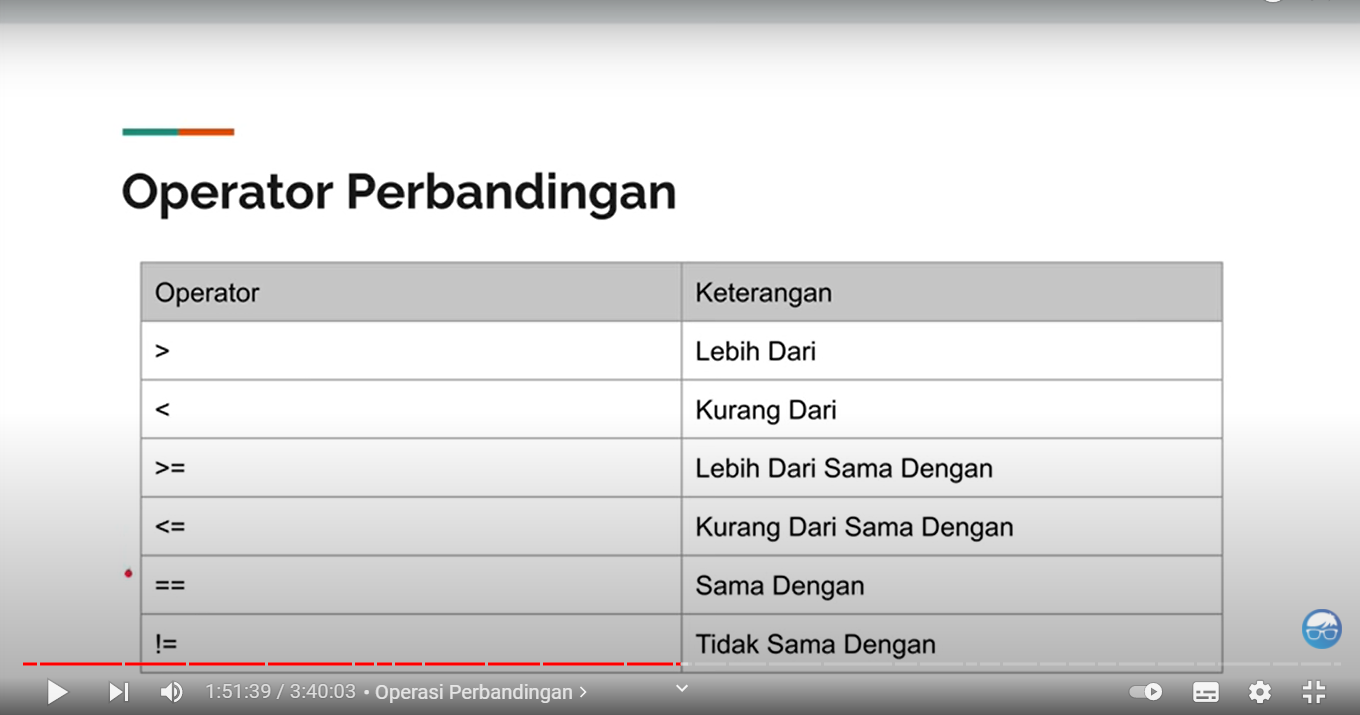 Operator Perbandingan
Operator Keterangan
> Lebih Dari
< Kurang Dari
>= Lebih Dari Sama Dengan
<= Kurang Dari Sama Dengan
== Sama Dengan
!= Tidak Sama Dengan
1:51:39 / 3:40:03 • Operasi Perbandingan >